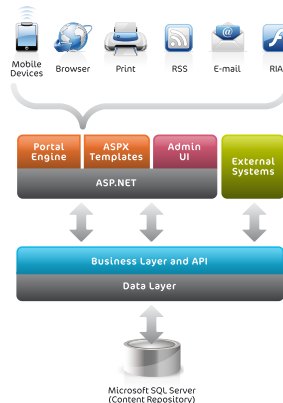 Mobile
Devices
Browser
Print
RSS
E-mail
RIA
Portal
Engine
ASPX
Templates
Admin
UI
External
Systems
ASP.NET
Business Layer and API
Data Layer
Microsoft SQL Server
(Content Repository)